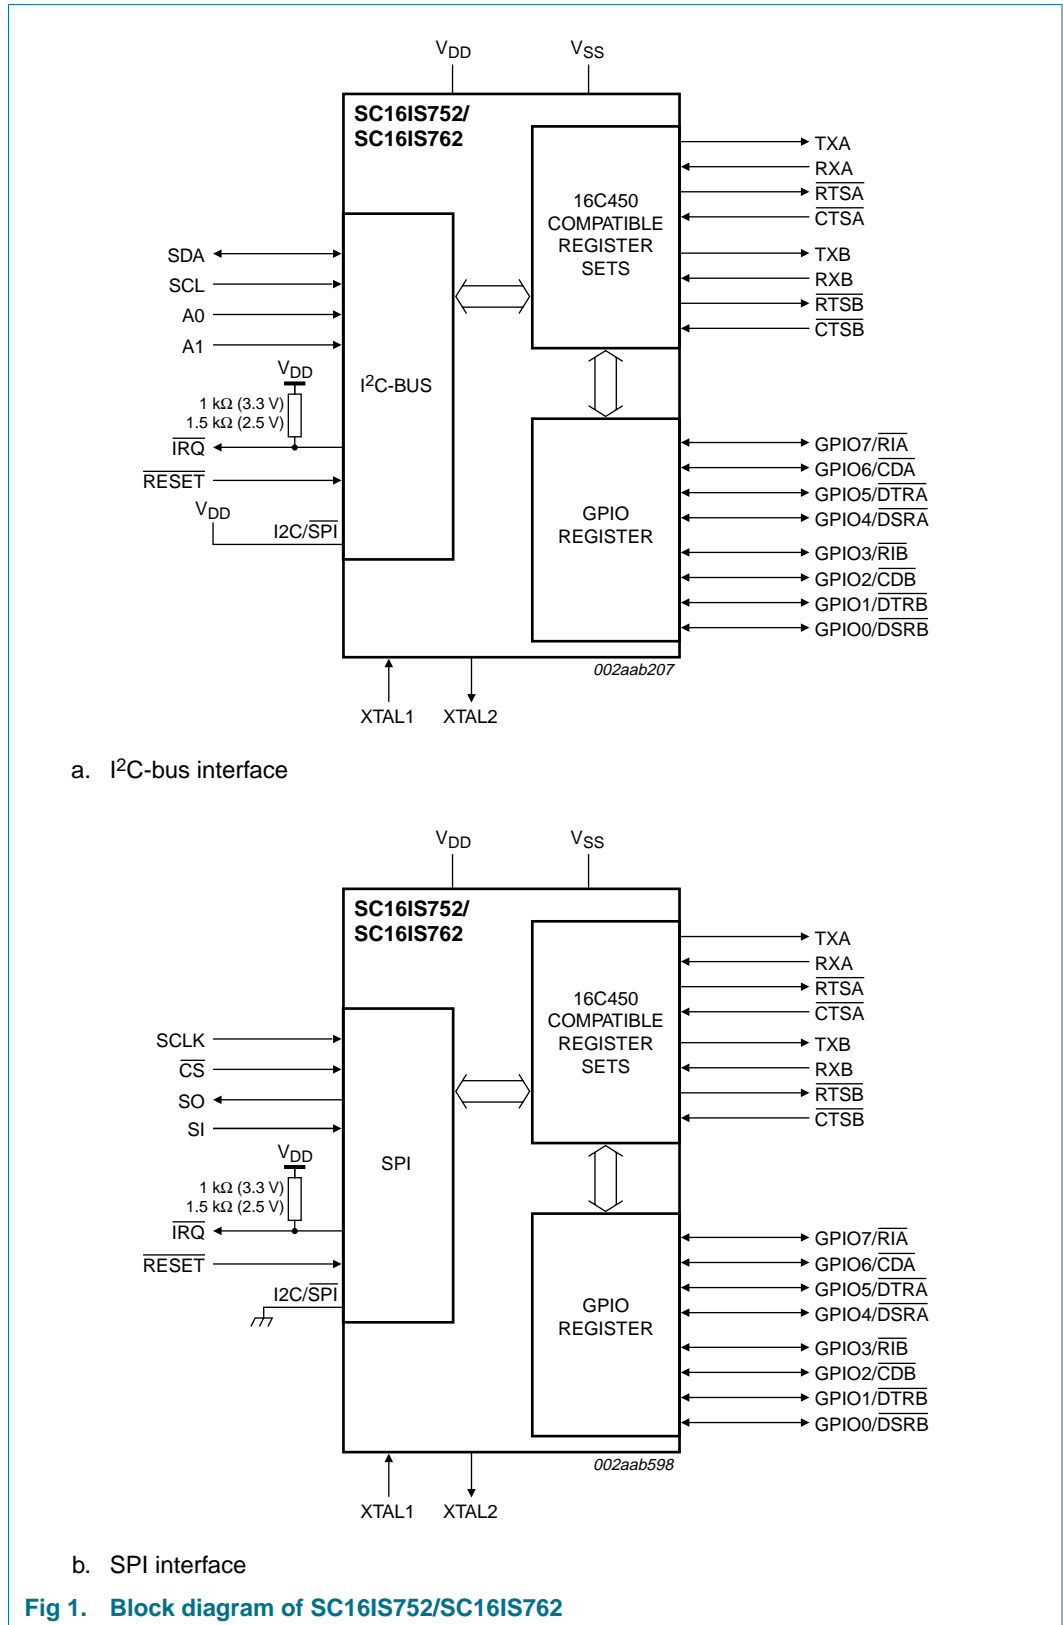 VDD VSS
SC16IS752/
SC16IS762
16C450
COMPATIBLE
REGISTER
SETS
TXA
RXA
RTSA
CTSA
TXB
RXB
RTSB
CTSB
SDA
SCL
A0
A1
VDD
1 kΩ (3.3 V)
1.5 kΩ (2.5 V)
IRQ
RESET
VDD
I2C/SPI
I2C-BUS
GPIO
REGISTER
GPIO7/RIA
GPIO6/CDA
GPIO5/DTRA
GPIO4/DSRA
GPIO3/RIB
GPIO2/CDB
GPIO1/DTRB
GPIO0/DSRB
002aab207
XTAL1 XTAL2
a. I2C-bus interface
VDD VSS
SC16IS752/
SC16IS762
16C450
COMPATIBLE
REGISTER
SETS
TXA
RXA
RTSA
CTSA
TXB
RXB
RTSB
CTSB
SCLK
CS
SO
SI
VDD
1 kΩ (3.3 V)
1.5 kΩ (2.5 V)
IRQ
RESET
I2C/SPI
SPI
GPIO
REGISTER
GPIO7/RIA
GPIO6/CDA
GPIO5/DTRA
GPIO4/DSRA
GPIO3/RIB
GPIO2/CDB
GPIO1/DTRB
GPIO0/DSRB
002aab598
XTAL1 XTAL2
b. SPI interface
Fig 1. Block diagram of SC16IS752/SC16IS762